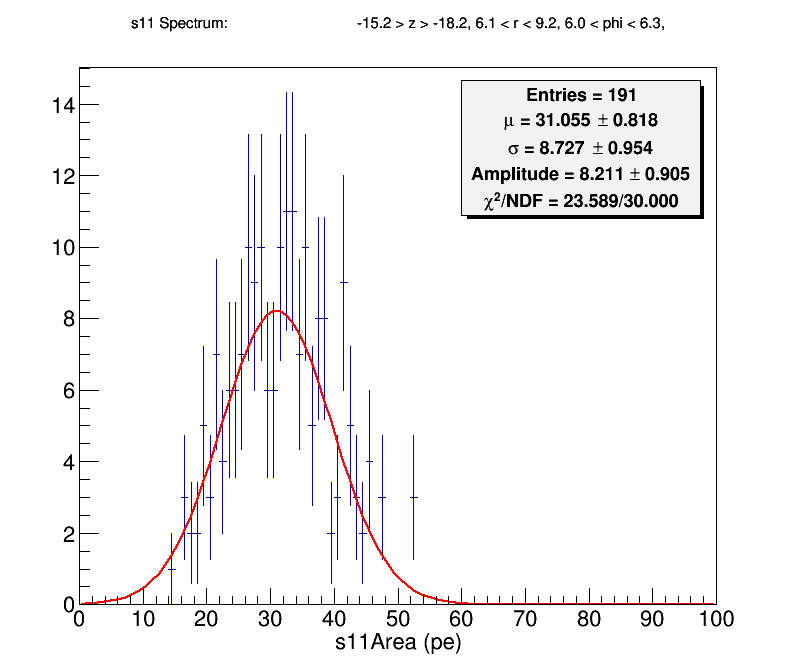 s11 Spectrum: -15.2 > z > -18.2, 6.1 < r < 9.2, 6.0 < phi < 6.3,
Entries = 191
μ = 31.055 ± 0.818
σ = 8.727 ± 0.954
Amplitude = 8.211 ± 0.905
χ²/NDF = 23.589/30.000
14
12
10
8
6
4
2
0
0 10 20 30 40 50 60 70 80 90 100
s11Area (pe)